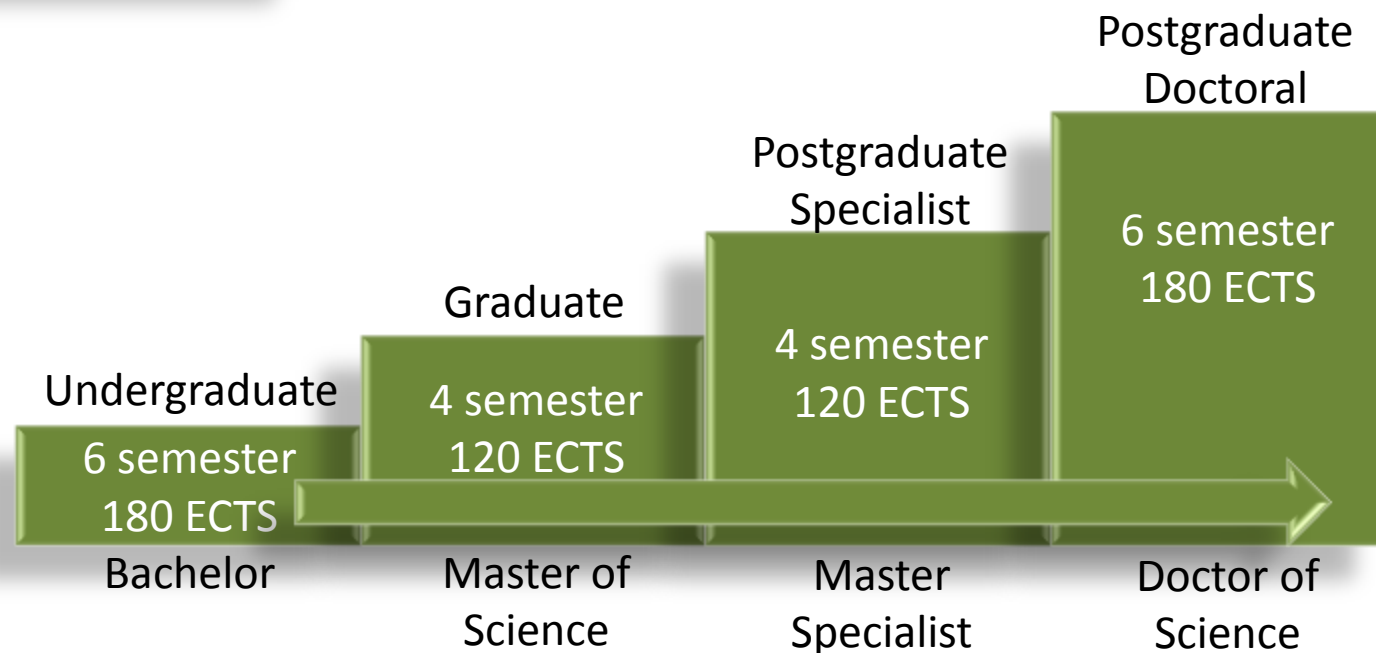 Undergraduate
6 semester
180 ECTS
Bachelor
Graduate
4 semester
120 ECTS
Master of
Science
Postgraduate
Specialist
4 semester
120 ECTS
Master
Specialist
Postgraduate
Doctoral
6 semester
180 ECTS
Doctor of
Science